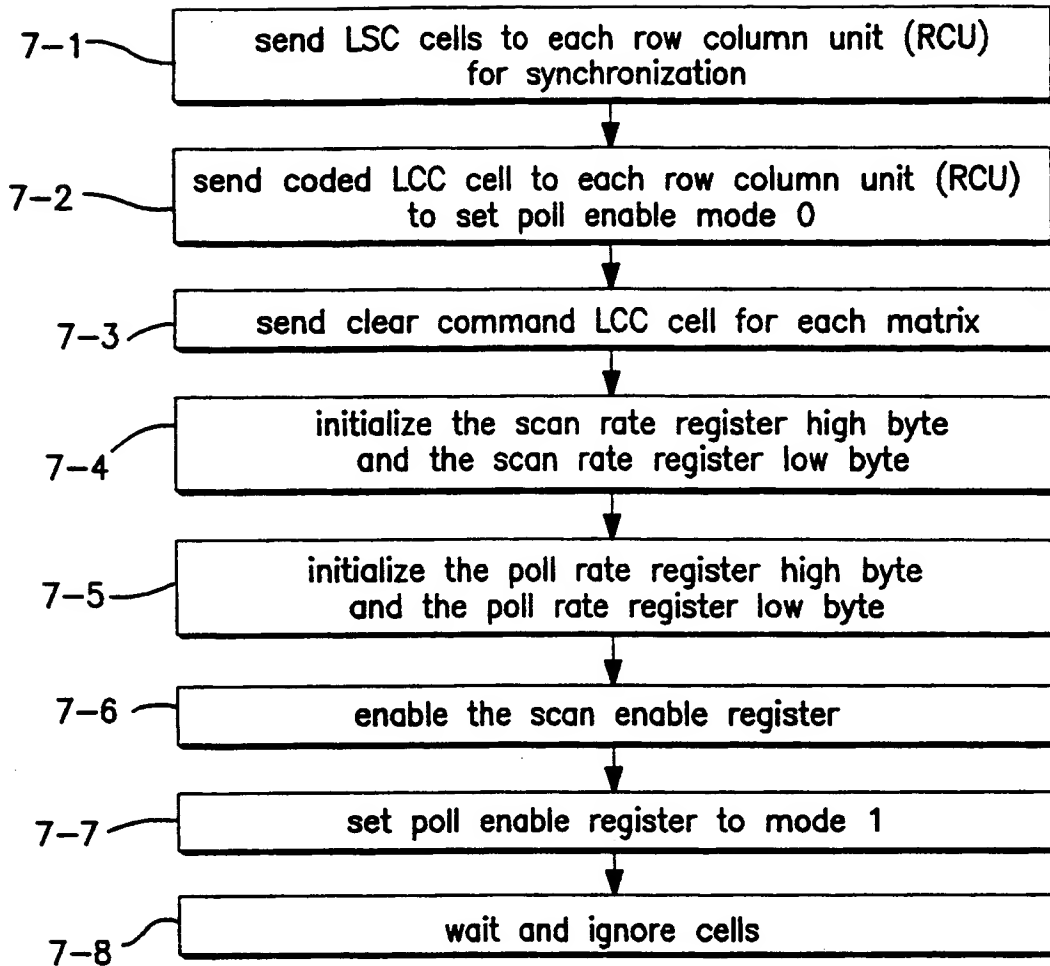 7-1
send LSC cells to each row column unit (RCU)
for synchronization
7-2
send coded LCC cell to each row column unit (RCU)
to set poll enable mode 0
7-3
send clear command LCC cell for each matrix
7-4
initialize the scan rate register high byte
and the scan rate register low byte
7-5
initialize the poll rate register high byte
and the poll rate register low byte
7-6
enable the scan enable register
7-7
set poll enable register to mode 1
7-8
wait and ignore cells